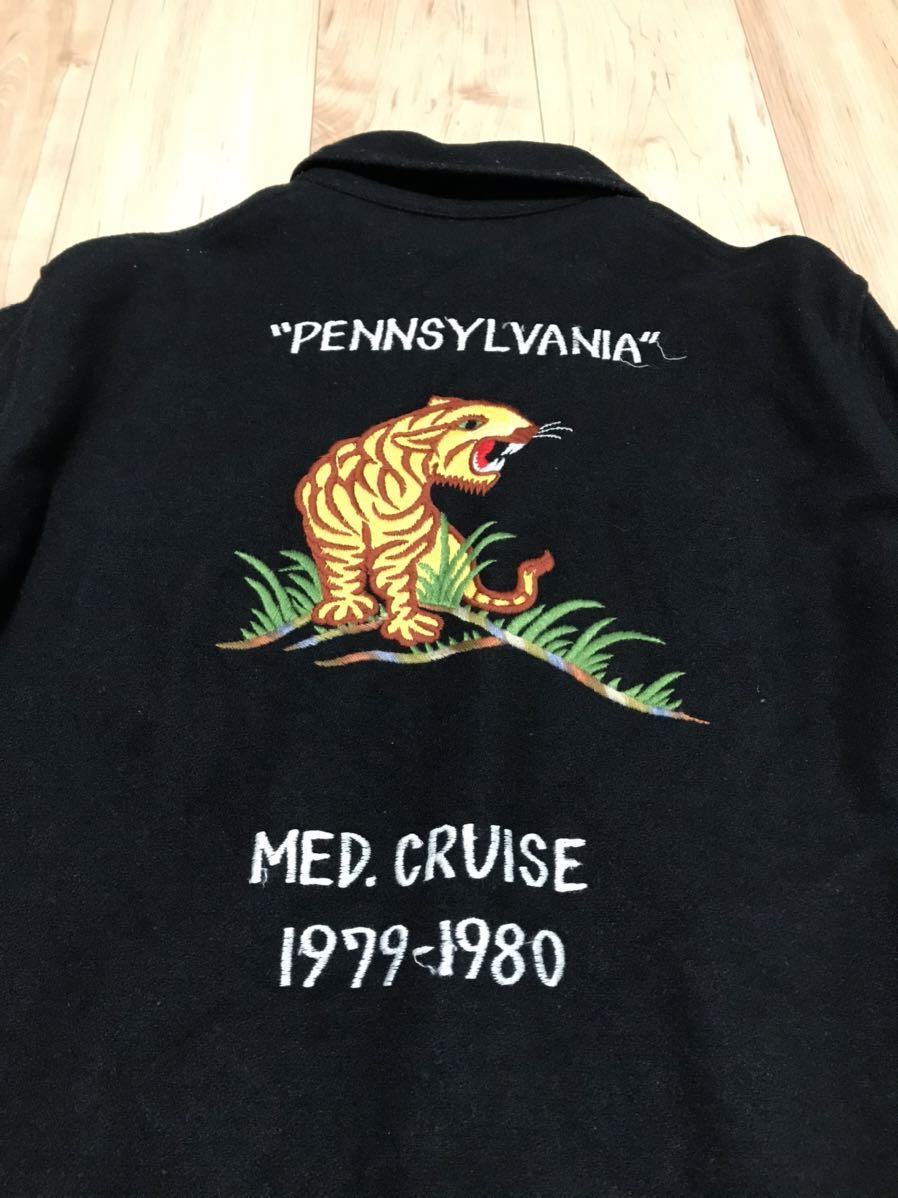 "PENNSYLVANIA"
MED. CRUISE
1979-1980